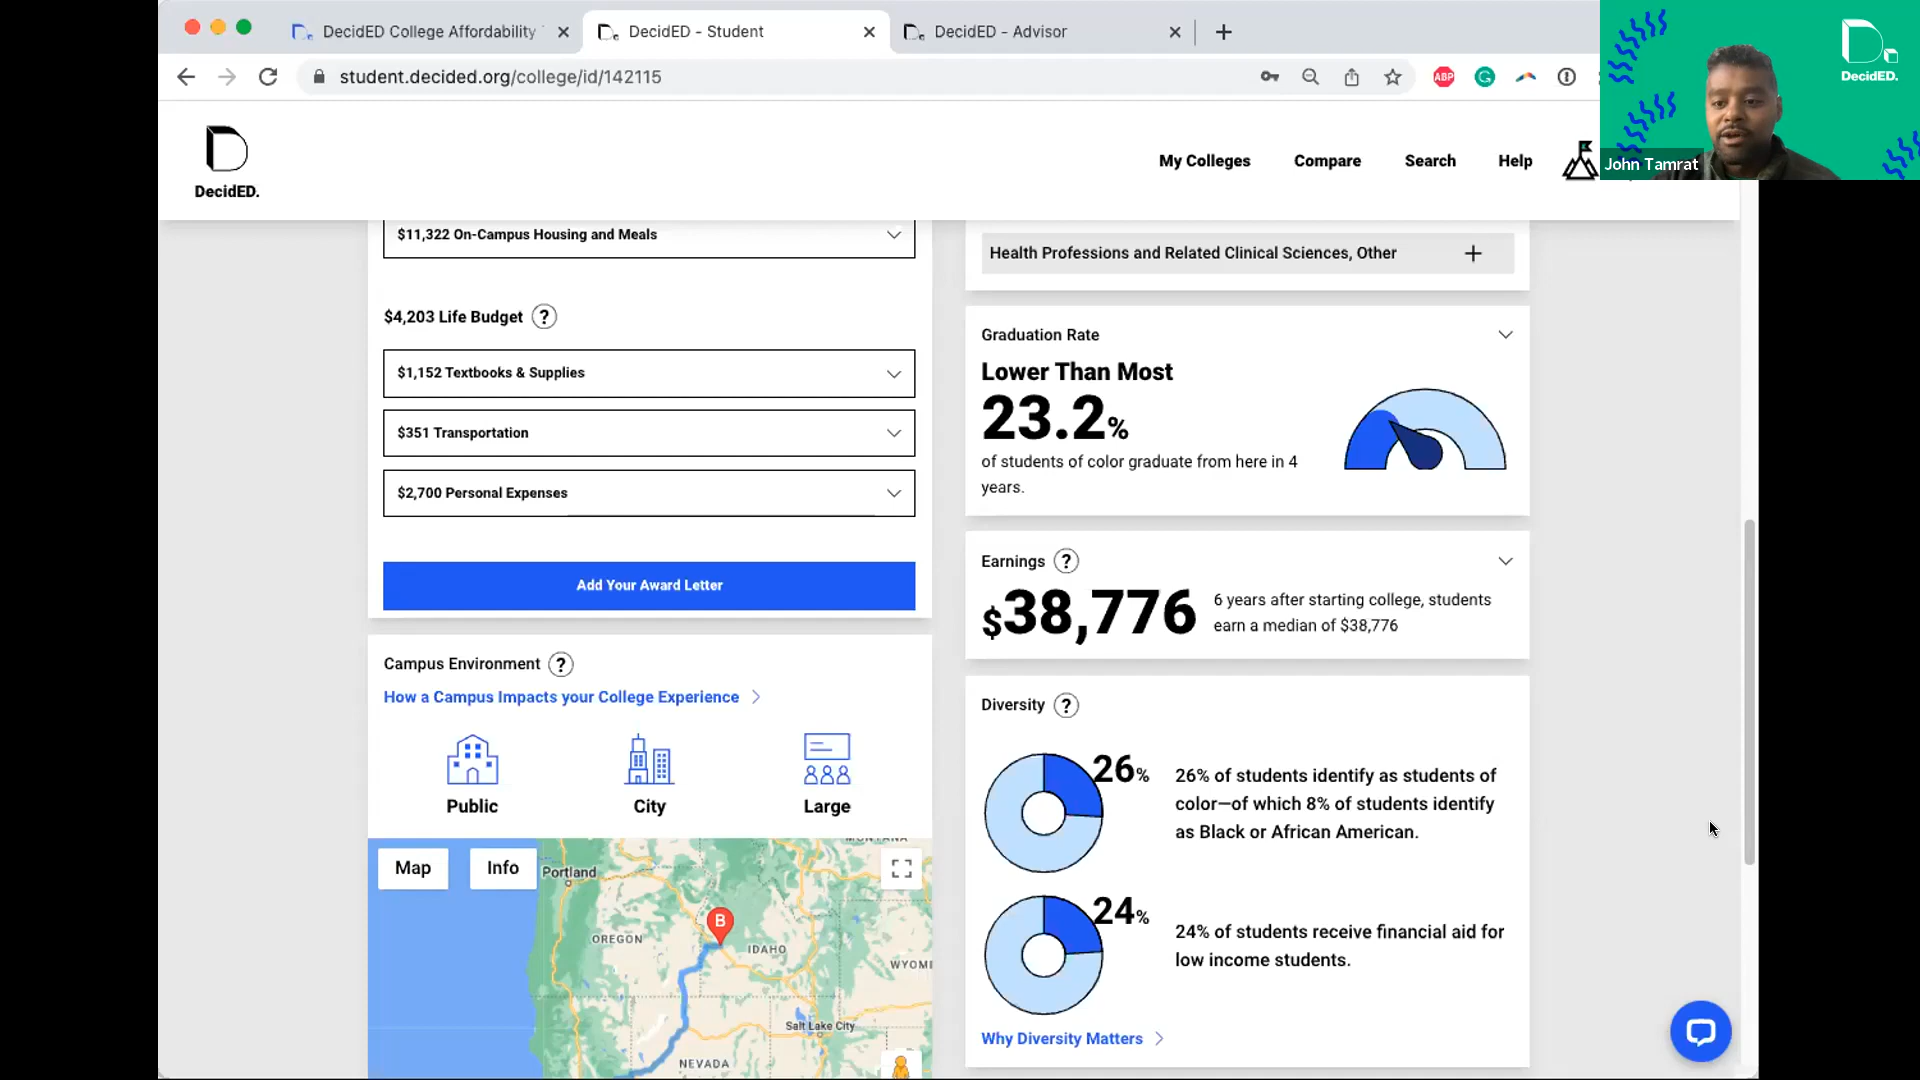 DecidED College Affordability
DecidED - Student
DecidED - Advisor
student.decided.org/college/id/142115
ABP
DecidED.
John Tamrat
DecidED.
My Colleges
Compare
Search
Help
$11,322 On-Campus Housing and Meals
$4,203 Life Budget ?
$1,152 Textbooks & Supplies
$351 Transportation
$2,700 Personal Expenses
Add Your Award Letter
Campus Environment ?
How a Campus Impacts your College Experience
Public
City
Large
Map
Info
Portland
MONTANA
B
OREGON
IDAHO
WYOMI
Salt Lake City
NEVADA
Health Professions and Related Clinical Sciences, Other
Graduation Rate
Lower Than Most
23.2%
of students of color graduate from here in 4
years.
Earnings ?
$38,776
6 years after starting college, students
earn a median of $38,776
Diversity ?
26%
26% of students identify as students of
color—of which 8% of students identify
as Black or African American.
24%
24% of students receive financial aid for
low income students.
Why Diversity Matters